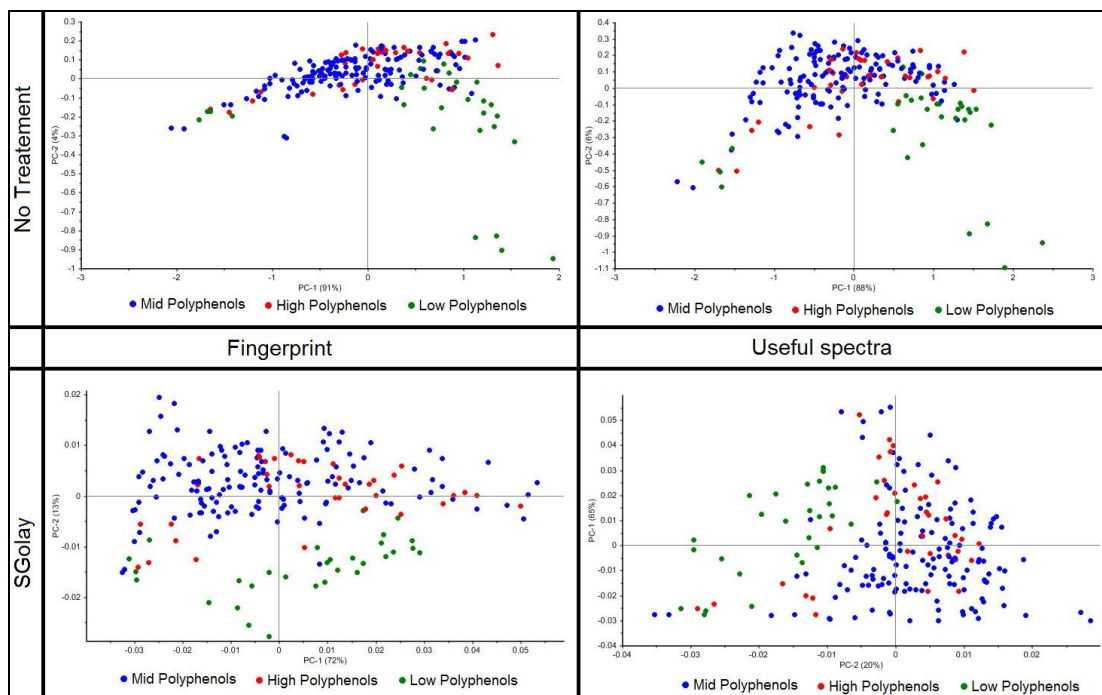 No Treatement
0.3
0.2
0.1
0
-0.1
-0.2
-0.3
-0.4
-0.5
-0.6
-0.7
-0.8
-0.9
-1
PC-2 (4%)
-3 -2 -1 0 1 2
PC-1 (91%)
Mid Polyphenols High Polyphenols Low Polyphenols
0.4
0.3
0.2
0.1
0
-0.1
-0.2
-0.3
-0.4
-0.5
-0.6
-0.7
-0.8
-0.9
-1.1
PC-2 (6%)
-3 -2 -1 0 1 2 3
PC-1 (88%)
Mid Polyphenols High Polyphenols Low Polyphenols
Fingerprint Useful spectra
SGolay
0.02
0.01
0
-0.01
-0.02
PC-2 (13%)
-0.03 -0.02 -0.01 0 0.01 0.02 0.03 0.04 0.05
PC-1 (72%)
Mid Polyphenols High Polyphenols Low Polyphenols
0.06
0.05
0.04
0.03
0.02
0.01
0
-0.01
-0.02
-0.03
-0.04
PC-1 (65%)
-0.04 -0.03 -0.02 -0.01 0 0.01 0.02
PC-2 (20%)
Mid Polyphenols High Polyphenols Low Polyphenols